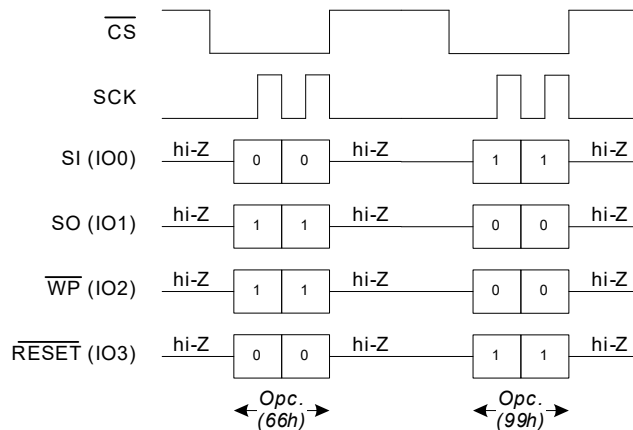 CS
SCK
SI (IO0) hi-Z 0 0 hi-Z 1 1 hi-Z
SO (IO1) hi-Z 1 1 hi-Z 0 0 hi-Z
WP (IO2) hi-Z 1 1 hi-Z 0 0 hi-Z
RESET (IO3) hi-Z 0 0 hi-Z 1 1 hi-Z
Opc. Opc.
(66h) (99h)